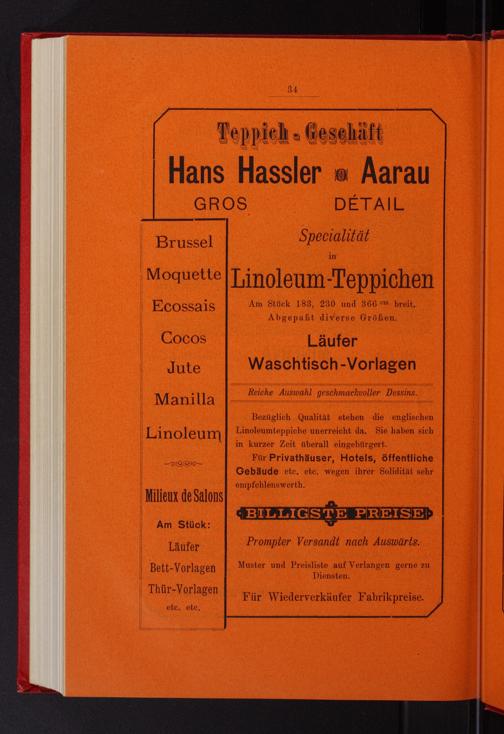 34
Teppich-Geschäft
Hans Hassler Aarau
GROS DÉTAIL
Brussel
Moquette
Ecossais
Cocos
Jute
Manilla
Linoleum
Milieux de Salons
Am Stück:
Läufer
Bett-Vorlagen
Thür-Vorlagen
etc. etc.
Specialität
in
Linoleum-Teppichen
Am Stück 183, 230 und 366 cm breit.
Abgepaßt diverse Größen.
Läufer
Waschtisch-Vorlagen
Reiche Auswahl geschmackvoller Dessins.
Bezüglich Qualität stehen die englischen
Linoleumteppiche unerreicht da. Sie haben sich
in kurzer Zeit überall eingebürgert.
Für Privathäuser, Hotels, öffentliche
Gebäude etc. etc. wegen ihrer Solidität sehr
empfehlenswerth.
BILLIGSTE PREISE
Prompter Versandt nach Auswärts.
Muster und Preisliste auf Verlangen gerne zu
Diensten.
Für Wiederverkäufer Fabrikpreise.